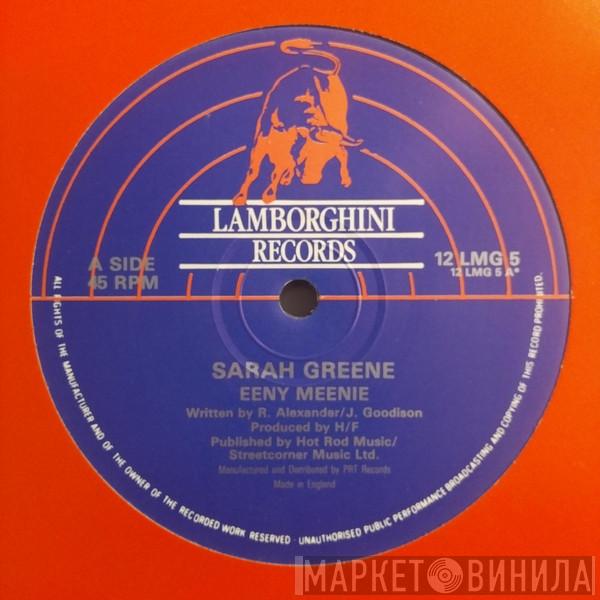 LAMBORGHINI
RECORDS
A SIDE
45 RPM
12 LMG 5
12 LMG 5 A*
SARAH GREENE
EENY MEENIE
Written by R. Alexander/J. Goodison
Produced by H/F
Published by Hot Rod Music/
Streetcorner Music Ltd.
Manufactured and Distributed by PRT Records
Made in England
ALL RIGHTS OF THE MANUFACTURER AND OF THE OWNER OF THE RECORDED WORK RESERVED · UNAUTHORISED PUBLIC PERFORMANCE BROADCASTING AND COPYING OF THIS RECORD PROHIBITED.
МАРКЕТ ВИНИЛА